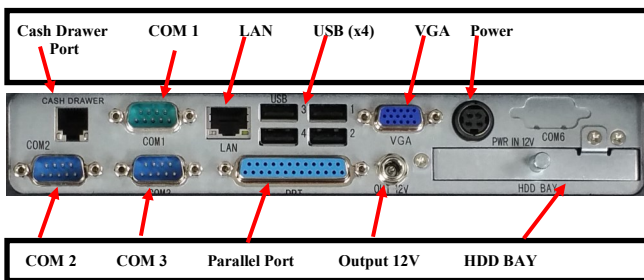 Cash Drawer Port
COM 1
LAN
USB (x4)
VGA
Power
CASH DRAWER
USB
3
1
4
2
COM2
COM1
LAN
VGA
PWR IN 12V
COM6
COM3
PRT
OUT 12V
HDD BAY
COM 2
COM 3
Parallel Port
Output 12V
HDD BAY